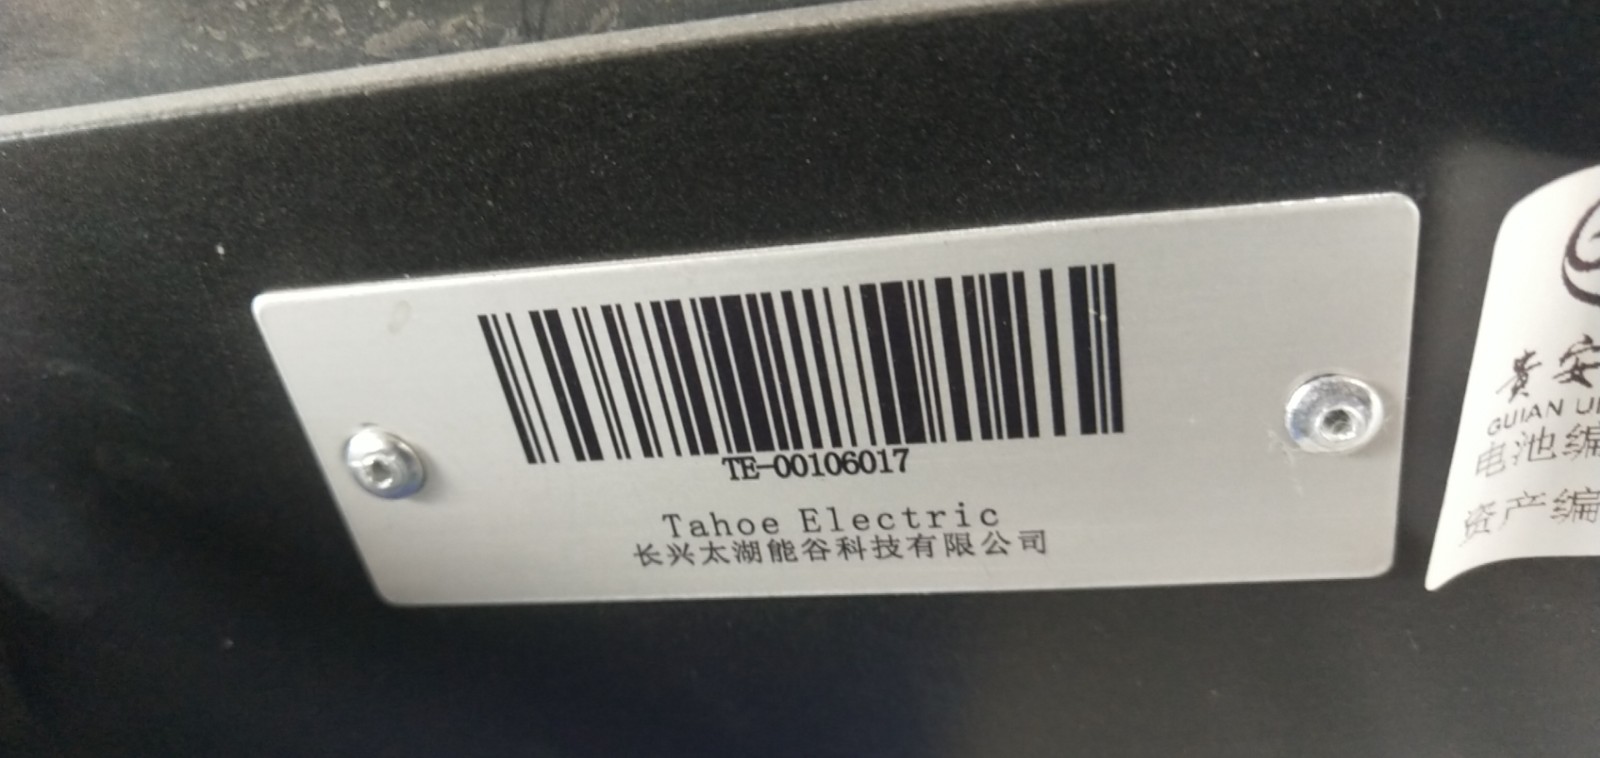 TE-00106017
Tahoe Electric
长兴太湖能谷科技有限公司
贵安
GUIAN
电池编
资产编